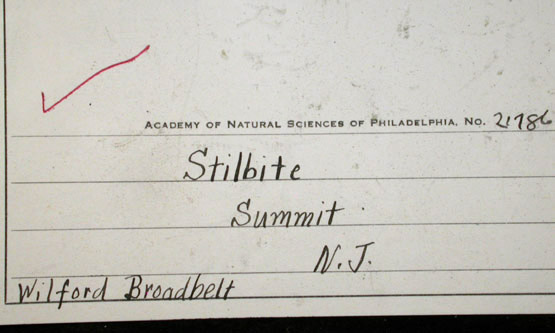 ACADEMY OF NATURAL SCIENCES OF PHILADELPHIA, NO. 21786
Stilbite
Summit
N.J.
Wilford Broadbelt